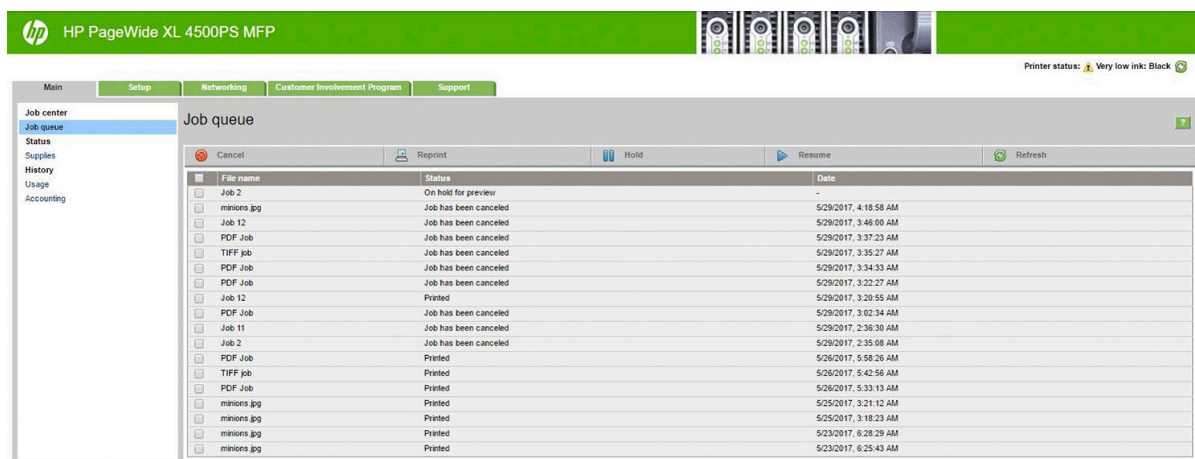 hp HP PageWide XL 4500PS MFP
Printer status: Very low ink: Black
Main Setup Networking Customer Involvement Program Support
Job center
Job queue
Status
Supplies
History
Usage
Accounting
Job queue
?
Cancel Reprint Hold Resume Refresh
File name Status Date
Job 2 On hold for preview -
minions.jpg Job has been canceled 5/29/2017, 4:18:58 AM
Job 12 Job has been canceled 5/29/2017, 3:46:00 AM
PDF Job Job has been canceled 5/29/2017, 3:37:23 AM
TIFF job Job has been canceled 5/29/2017, 3:35:27 AM
PDF Job Job has been canceled 5/29/2017, 3:34:33 AM
PDF Job Job has been canceled 5/29/2017, 3:22:27 AM
Job 12 Printed 5/29/2017, 3:20:55 AM
PDF Job Job has been canceled 5/29/2017, 3:02:34 AM
Job 11 Job has been canceled 5/29/2017, 2:36:30 AM
Job 2 Job has been canceled 5/29/2017, 2:35:08 AM
PDF Job Printed 5/26/2017, 5:58:26 AM
TIFF job Printed 5/26/2017, 5:42:56 AM
PDF Job Printed 5/26/2017, 5:33:13 AM
minions.jpg Printed 5/25/2017, 3:21:12 AM
minions.jpg Printed 5/25/2017, 3:18:23 AM
minions.jpg Printed 5/23/2017, 6:28:29 AM
minions.jpg Printed 5/23/2017, 6:25:43 AM